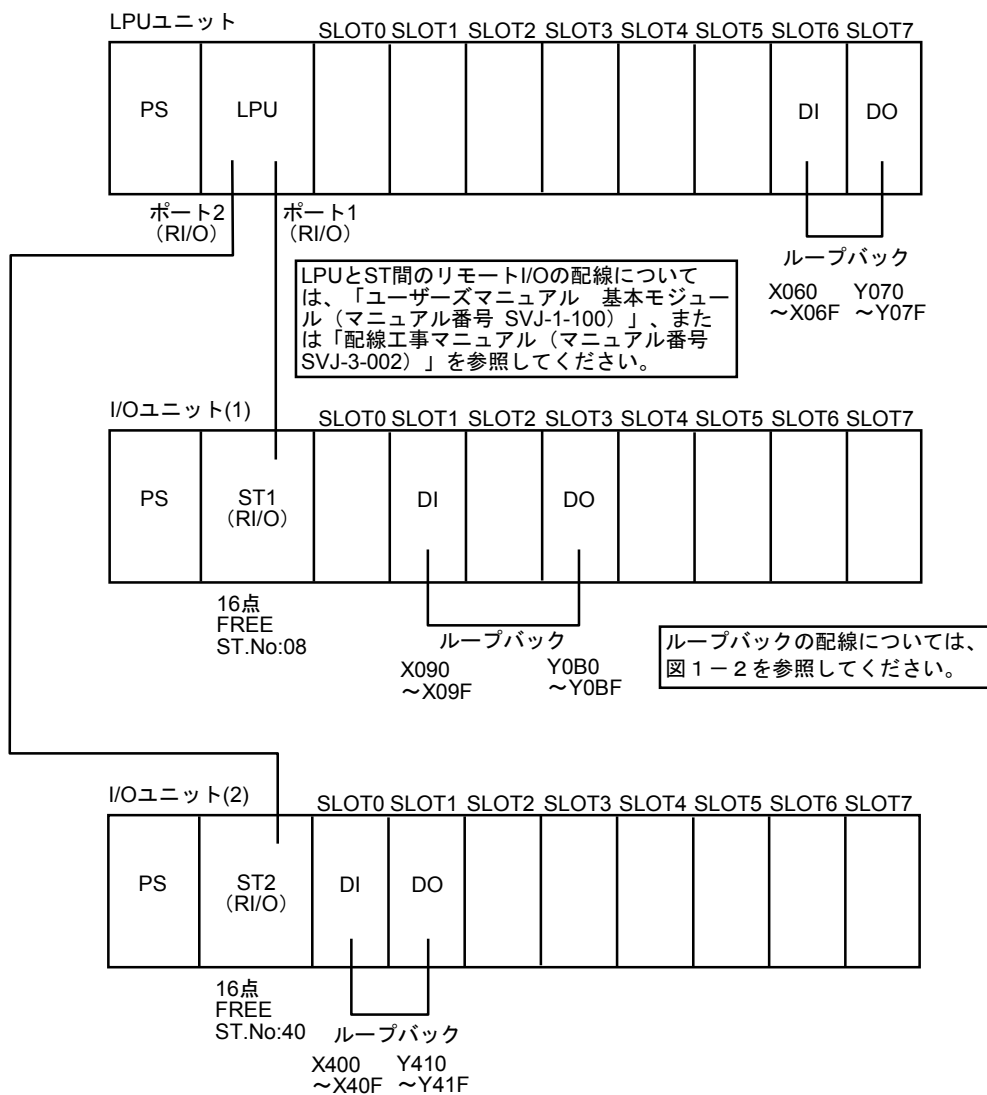 LPUユニット
SLOT0 SLOT1 SLOT2 SLOT3 SLOT4 SLOT5 SLOT6 SLOT7
PS LPU DI DO
ポート2 ポート1
（RI/O） （RI/O）
ループバック
X060 Y070
～X06F ～Y07F
LPUとST間のリモートI/Oの配線について
は、「ユーザーズマニュアル　基本モジュー
ル（マニュアル番号 SVJ-1-100）」、また
は「配線工事マニュアル（マニュアル番号
SVJ-3-002）」を参照してください。
I/Oユニット(1)
SLOT0 SLOT1 SLOT2 SLOT3 SLOT4 SLOT5 SLOT6 SLOT7
PS ST1 DI DO
（RI/O）
16点
FREE
ST.No:08
ループバック
X090 Y0B0
～X09F ～Y0BF
ループバックの配線については、
図１－２を参照してください。
I/Oユニット(2)
SLOT0 SLOT1 SLOT2 SLOT3 SLOT4 SLOT5 SLOT6 SLOT7
PS ST2 DI DO
（RI/O）
16点
FREE
ST.No:40
ループバック
X400 Y410
～X40F ～Y41F